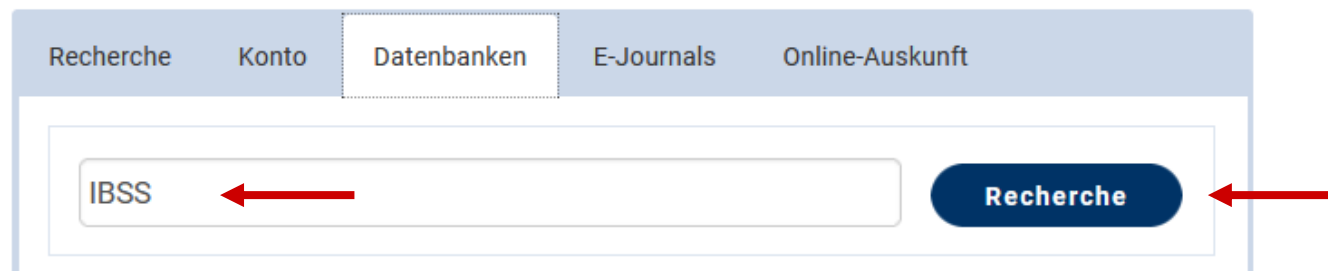 Recherche Konto Datenbanken E-Journals Online-Auskunft
IBSS Recherche